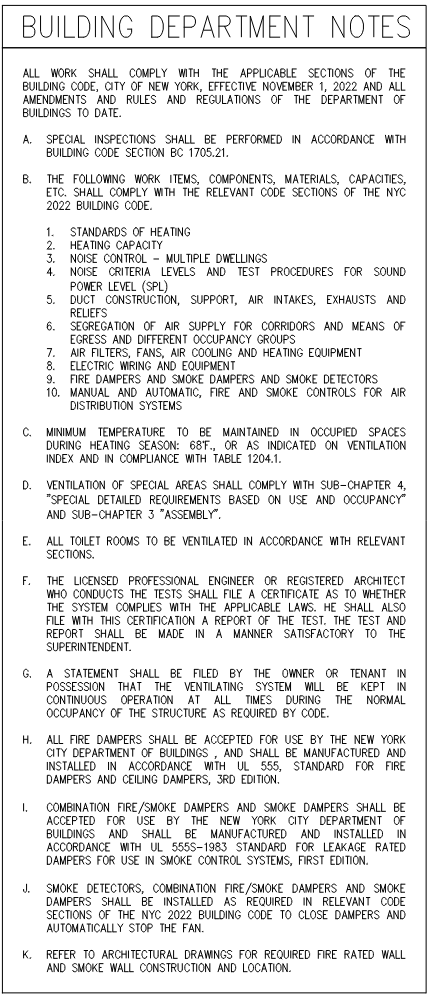 BUILDING DEPARTMENT NOTES
ALL WORK SHALL COMPLY WITH THE APPLICABLE SECTIONS OF THE
BUILDING CODE, CITY OF NEW YORK, EFFECTIVE NOVEMBER 1, 2022 AND ALL
AMENDMENTS AND RULES AND REGULATIONS OF THE DEPARTMENT OF
BUILDINGS TO DATE.
A. SPECIAL INSPECTIONS SHALL BE PERFORMED IN ACCORDANCE WITH
BUILDING CODE SECTION BC 1705.21.
B. THE FOLLOWING WORK ITEMS, COMPONENTS, MATERIALS, CAPACITIES,
ETC. SHALL COMPLY WITH THE RELEVANT CODE SECTIONS OF THE NYC
2022 BUILDING CODE.
1. STANDARDS OF HEATING
2. HEATING CAPACITY
3. NOISE CONTROL - MULTIPLE DWELLINGS
4. NOISE CRITERIA LEVELS AND TEST PROCEDURES FOR SOUND
POWER LEVEL (SPL)
5. DUCT CONSTRUCTION, SUPPORT, AIR INTAKES, EXHAUSTS AND
RELIEFS
6. SEGREGATION OF AIR SUPPLY FOR CORRIDORS AND MEANS OF
EGRESS AND DIFFERENT OCCUPANCY GROUPS
7. AIR FILTERS, FANS, AIR COOLING AND HEATING EQUIPMENT
8. ELECTRIC WIRING AND EQUIPMENT
9. FIRE DAMPERS AND SMOKE DAMPERS AND SMOKE DETECTORS
10. MANUAL AND AUTOMATIC, FIRE AND SMOKE CONTROLS FOR AIR
DISTRIBUTION SYSTEMS
C. MINIMUM TEMPERATURE TO BE MAINTAINED IN OCCUPIED SPACES
DURING HEATING SEASON: 68°F., OR AS INDICATED ON VENTILATION
INDEX AND IN COMPLIANCE WITH TABLE 1204.1.
D. VENTILATION OF SPECIAL AREAS SHALL COMPLY WITH SUB-CHAPTER 4,
"SPECIAL DETAILED REQUIREMENTS BASED ON USE AND OCCUPANCY"
AND SUB-CHAPTER 3 "ASSEMBLY".
E. ALL TOILET ROOMS TO BE VENTILATED IN ACCORDANCE WITH RELEVANT
SECTIONS.
F. THE LICENSED PROFESSIONAL ENGINEER OR REGISTERED ARCHITECT
WHO CONDUCTS THE TESTS SHALL FILE A CERTIFICATE AS TO WHETHER
THE SYSTEM COMPLIES WITH THE APPLICABLE LAWS. HE SHALL ALSO
FILE WITH THIS CERTIFICATION A REPORT OF THE TEST. THE TEST AND
REPORT SHALL BE MADE IN A MANNER SATISFACTORY TO THE
SUPERINTENDENT.
G. A STATEMENT SHALL BE FILED BY THE OWNER OR TENANT IN
POSSESSION THAT THE VENTILATING SYSTEM WILL BE KEPT IN
CONTINUOUS OPERATION AT ALL TIMES DURING THE NORMAL
OCCUPANCY OF THE STRUCTURE AS REQUIRED BY CODE.
H. ALL FIRE DAMPERS SHALL BE ACCEPTED FOR USE BY THE NEW YORK
CITY DEPARTMENT OF BUILDINGS , AND SHALL BE MANUFACTURED AND
INSTALLED IN ACCORDANCE WITH UL 555, STANDARD FOR FIRE
DAMPERS AND CEILING DAMPERS, 3RD EDITION.
I. COMBINATION FIRE/SMOKE DAMPERS AND SMOKE DAMPERS SHALL BE
ACCEPTED FOR USE BY THE NEW YORK CITY DEPARTMENT OF
BUILDINGS AND SHALL BE MANUFACTURED AND INSTALLED IN
ACCORDANCE WITH UL 555S-1983 STANDARD FOR LEAKAGE RATED
DAMPERS FOR USE IN SMOKE CONTROL SYSTEMS, FIRST EDITION.
J. SMOKE DETECTORS, COMBINATION FIRE/SMOKE DAMPERS AND SMOKE
DAMPERS SHALL BE INSTALLED AS REQUIRED IN RELEVANT CODE
SECTIONS OF THE NYC 2022 BUILDING CODE TO CLOSE DAMPERS AND
AUTOMATICALLY STOP THE FAN.
K. REFER TO ARCHITECTURAL DRAWINGS FOR REQUIRED FIRE RATED WALL
AND SMOKE WALL CONSTRUCTION AND LOCATION.